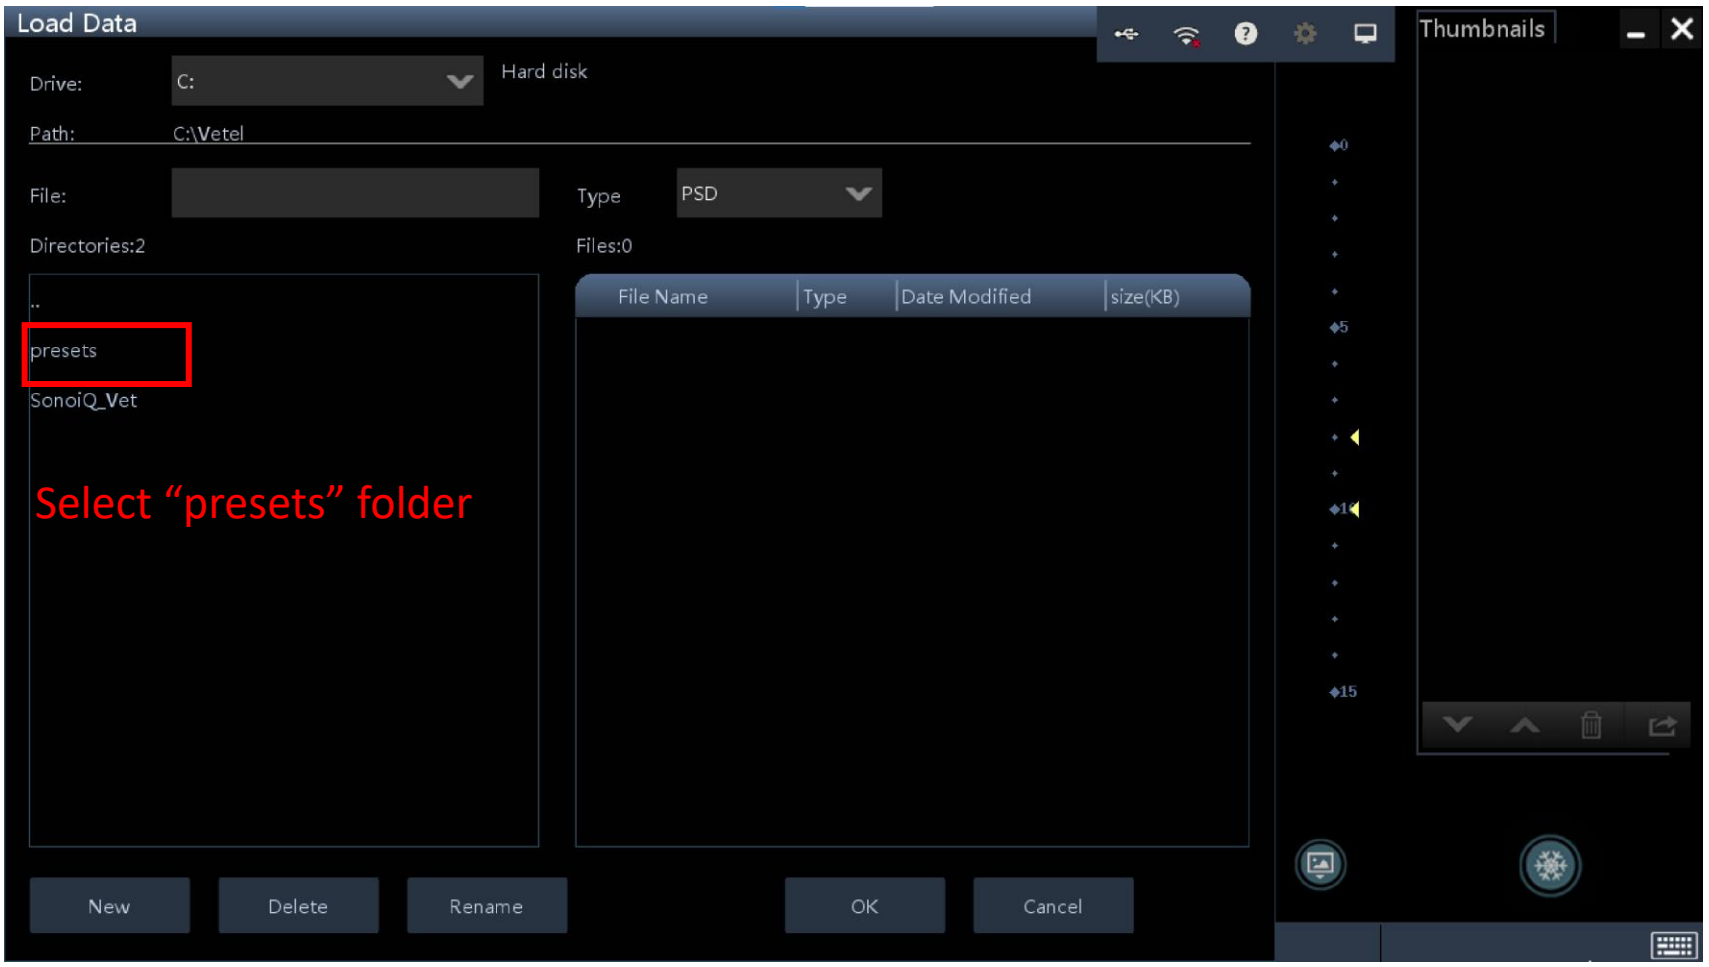 Load Data
Thumbnails
Drive: C: Hard disk
Path: C:\Vetel
File: Type PSD
Directories:2 Files:0
File Name Type Date Modified size(KB)
..
presets
SonoiQ_Vet
Select “presets” folder
0
5
10
15
New Delete Rename OK Cancel